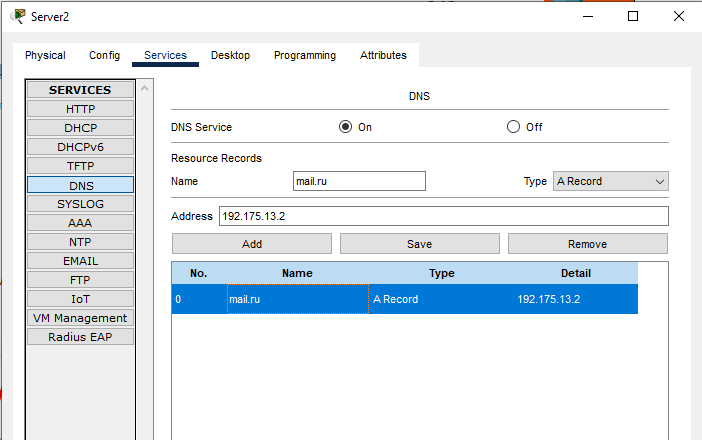 Server2
Physical Config Services Desktop Programming Attributes
SERVICES
HTTP
DHCP
DHCPv6
TFTP
DNS
SYSLOG
AAA
NTP
EMAIL
FTP
IoT
VM Management
Radius EAP
DNS
DNS Service On Off
Resource Records
Name mail.ru Type A Record
Address 192.175.13.2
Add Save Remove
No. Name Type Detail
0 mail.ru A Record 192.175.13.2